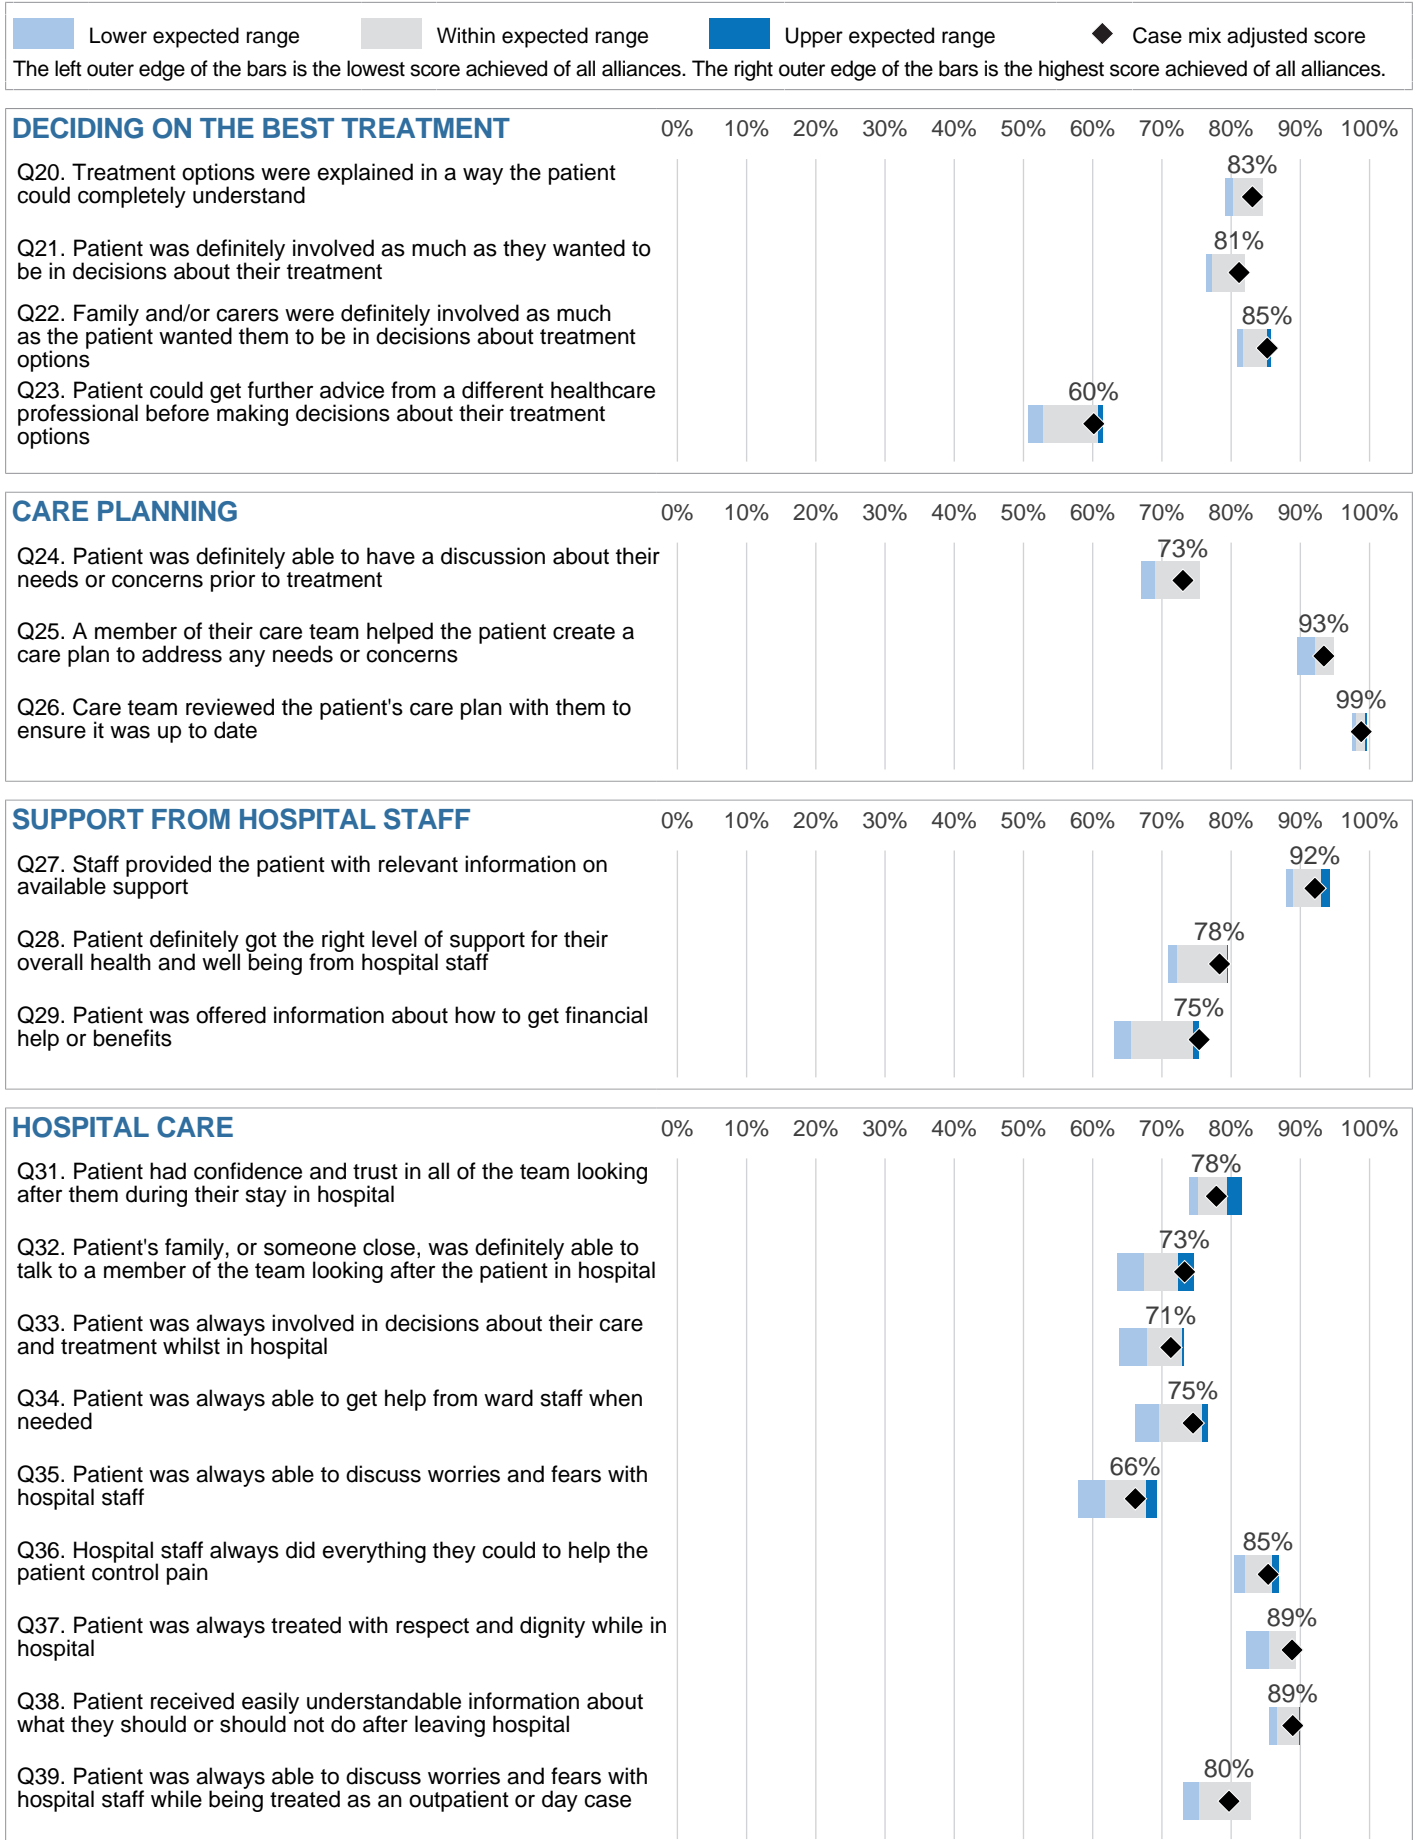 Lower expected range Within expected range Upper expected range Case mix adjusted score
The left outer edge of the bars is the lowest score achieved of all alliances. The right outer edge of the bars is the highest score achieved of all alliances.
DECIDING ON THE BEST TREATMENT 0% 10% 20% 30% 40% 50% 60% 70% 80% 90% 100%
Q20. Treatment options were explained in a way the patient
could completely understand
83%
Q21. Patient was definitely involved as much as they wanted to
be in decisions about their treatment
81%
Q22. Family and/or carers were definitely involved as much
as the patient wanted them to be in decisions about treatment
options
85%
Q23. Patient could get further advice from a different healthcare
professional before making decisions about their treatment
options
60%
CARE PLANNING 0% 10% 20% 30% 40% 50% 60% 70% 80% 90% 100%
Q24. Patient was definitely able to have a discussion about their
needs or concerns prior to treatment
73%
Q25. A member of their care team helped the patient create a
care plan to address any needs or concerns
93%
Q26. Care team reviewed the patient's care plan with them to
ensure it was up to date
99%
SUPPORT FROM HOSPITAL STAFF 0% 10% 20% 30% 40% 50% 60% 70% 80% 90% 100%
Q27. Staff provided the patient with relevant information on
available support
92%
Q28. Patient definitely got the right level of support for their
overall health and well being from hospital staff
78%
Q29. Patient was offered information about how to get financial
help or benefits
75%
HOSPITAL CARE 0% 10% 20% 30% 40% 50% 60% 70% 80% 90% 100%
Q31. Patient had confidence and trust in all of the team looking
after them during their stay in hospital
78%
Q32. Patient's family, or someone close, was definitely able to
talk to a member of the team looking after the patient in hospital
73%
Q33. Patient was always involved in decisions about their care
and treatment whilst in hospital
71%
Q34. Patient was always able to get help from ward staff when
needed
75%
Q35. Patient was always able to discuss worries and fears with
hospital staff
66%
Q36. Hospital staff always did everything they could to help the
patient control pain
85%
Q37. Patient was always treated with respect and dignity while in
hospital
89%
Q38. Patient received easily understandable information about
what they should or should not do after leaving hospital
89%
Q39. Patient was always able to discuss worries and fears with
hospital staff while being treated as an outpatient or day case
80%